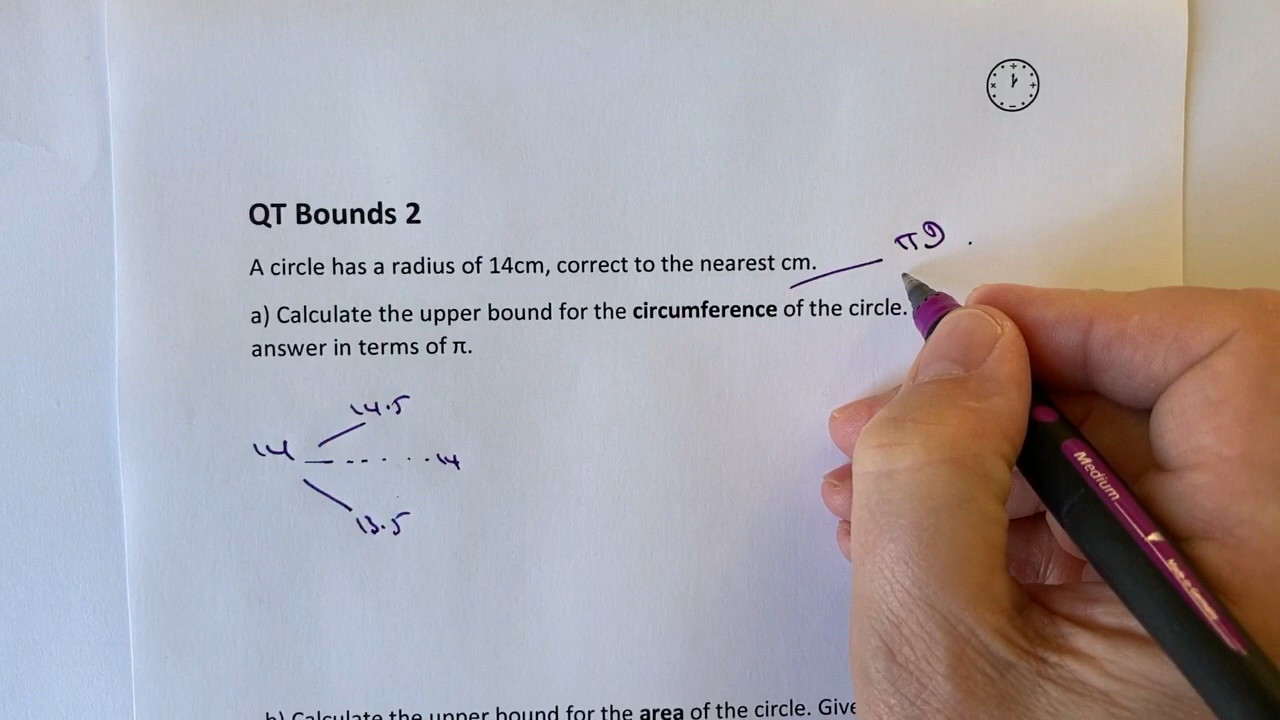 QT Bounds 2
A circle has a radius of 14cm, correct to the nearest cm.
a) Calculate the upper bound for the circumference of the circle.
answer in terms of π.
14.5
14
14
13.5
b) Calculate the upper bound for the area of the circle. Give
Medium